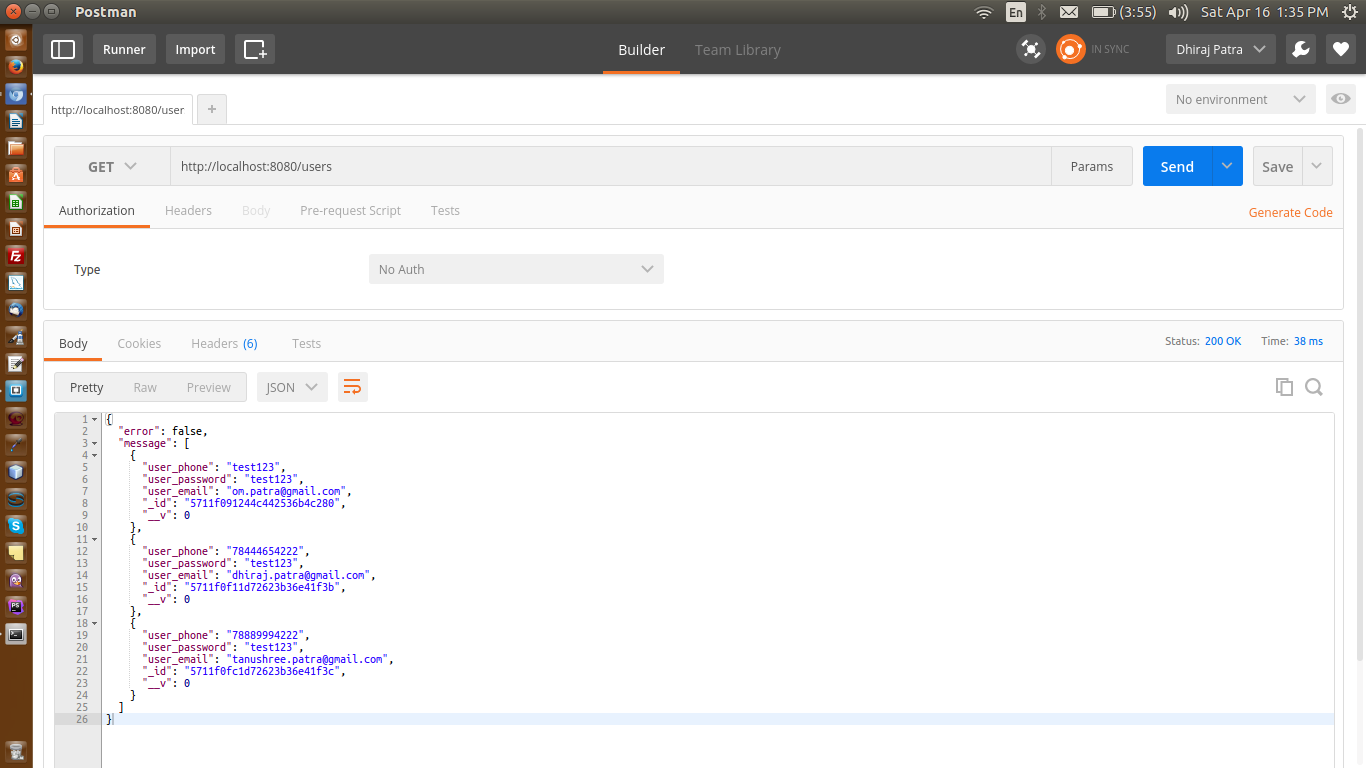 Postman
En
(3:55)
Sat Apr 16 1:35 PM
Runner
Import
Builder
Team Library
IN SYNC
Dhiraj Patra
http://localhost:8080/user
+
No environment
GET
http://localhost:8080/users
Params
Send
Save
Authorization
Headers
Body
Pre-request Script
Tests
Generate Code
Type
No Auth
Body
Cookies
Headers (6)
Tests
Status: 200 OK
Time: 38 ms
Pretty
Raw
Preview
JSON
1 {
2 "error": false,
3 "message": [
4 {
5 "user_phone": "test123",
6 "user_password": "test123",
7 "user_email": "om.patra@gmail.com",
8 "_id": "5711f091244c442536b4c280",
9 "__v": 0
10 },
11 {
12 "user_phone": "78444654222",
13 "user_password": "test123",
14 "user_email": "dhiraj.patra@gmail.com",
15 "_id": "5711f0f11d72623b36e41f3b",
16 "__v": 0
17 },
18 {
19 "user_phone": "78889994222",
20 "user_password": "test123",
21 "user_email": "tanushree.patra@gmail.com",
22 "_id": "5711f0fc1d72623b36e41f3c",
23 "__v": 0
24 }
25 ]
26 }